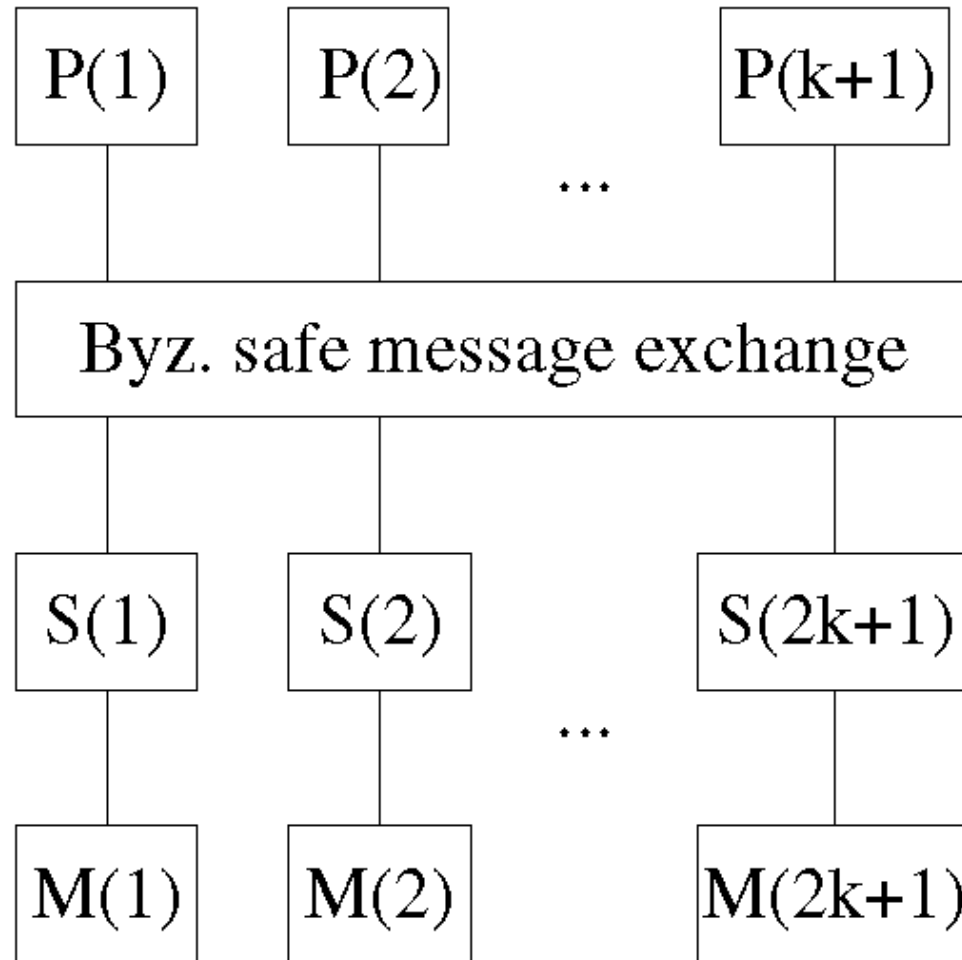 P(1) P(2) P(k+1)
...
Byz. safe message exchange
S(1) S(2) S(2k+1)
...
M(1) M(2) M(2k+1)